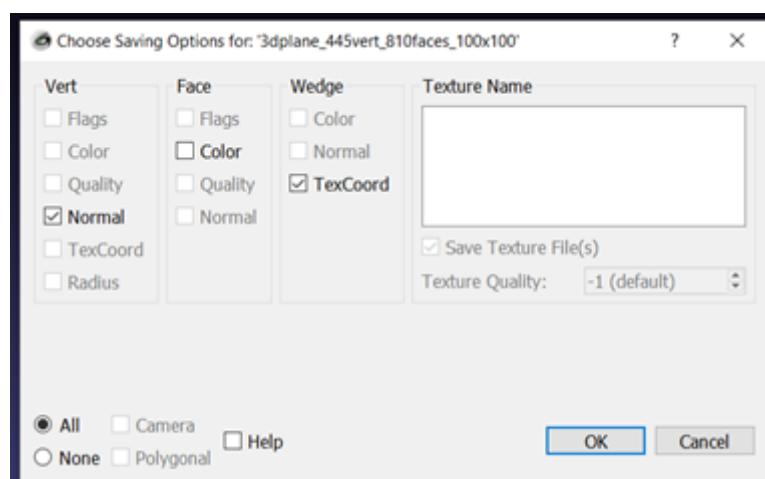 Choose Saving Options for: '3dplane_445vert_810faces_100x100' ? ×
Vert
Flags
Color
Quality
Normal
TexCoord
Radius
Face
Flags
Color
Quality
Normal
Wedge
Color
Normal
TexCoord
Texture Name
Save Texture File(s)
Texture Quality: -1 (default)
All
Camera
None
Polygonal
Help
OK
Cancel